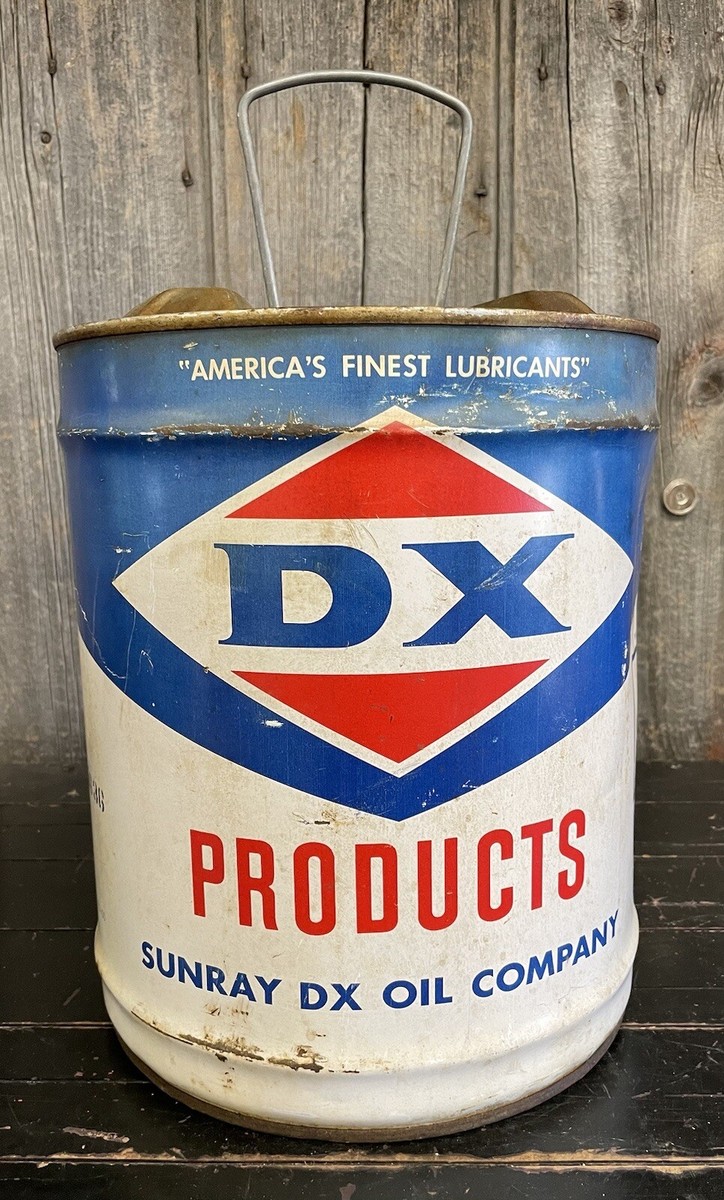 "AMERICA'S FINEST LUBRICANTS"
DX
PRODUCTS
SUNRAY DX OIL COMPANY